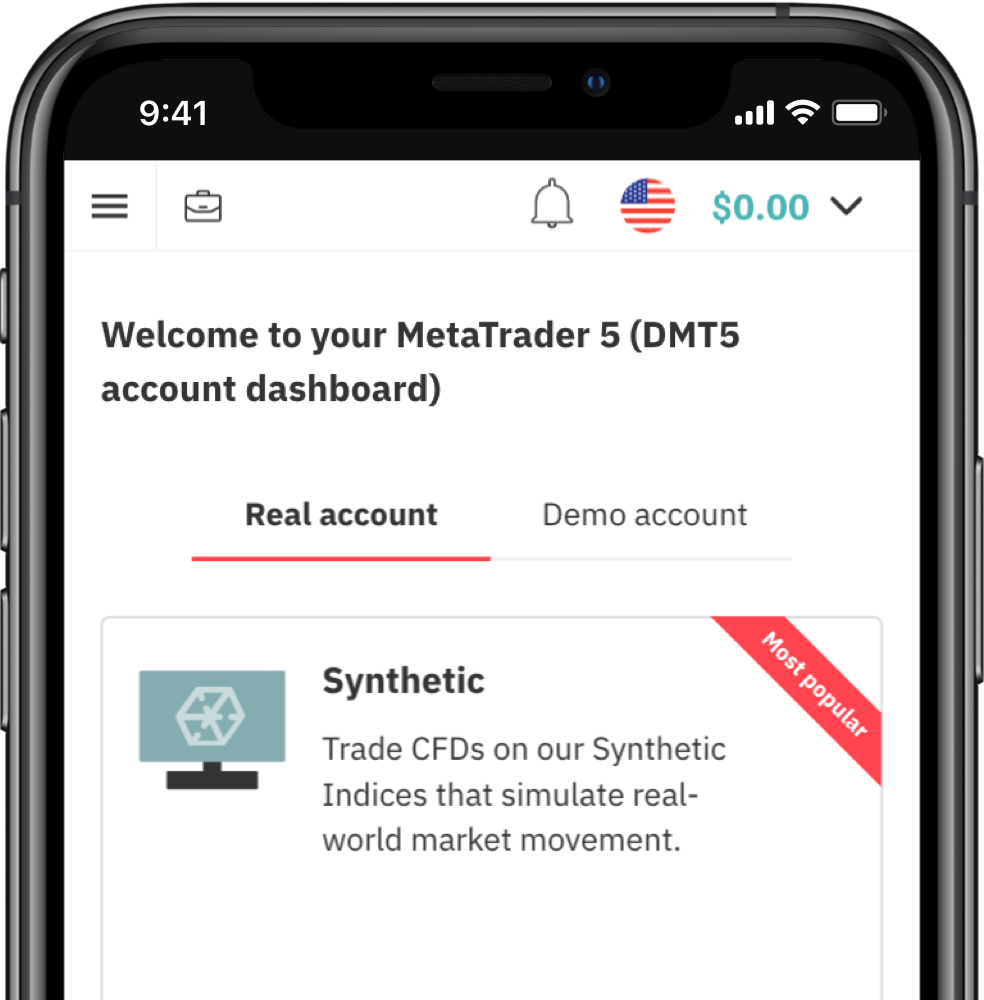 9:41
$0.00
Welcome to your MetaTrader 5 (DMT5
account dashboard)
Real account
Demo account
Most popular
Synthetic
Trade CFDs on our Synthetic
Indices that simulate real-
world market movement.